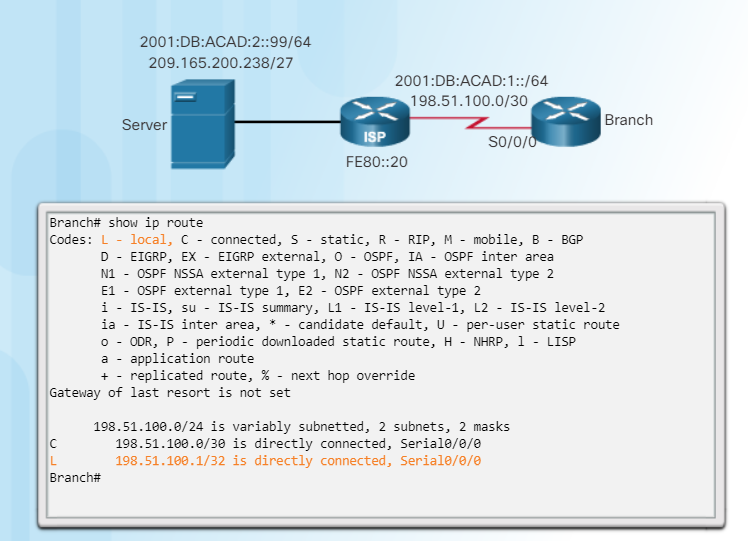 2001:DB:ACAD:2::99/64
209.165.200.238/27
2001:DB:ACAD:1::/64
198.51.100.0/30
Server
ISP
Branch
S0/0/0
FE80::20
Branch# show ip route
Codes: L - local, C - connected, S - static, R - RIP, M - mobile, B - BGP
D - EIGRP, EX - EIGRP external, O - OSPF, IA - OSPF inter area
N1 - OSPF NSSA external type 1, N2 - OSPF NSSA external type 2
E1 - OSPF external type 1, E2 - OSPF external type 2
i - IS-IS, su - IS-IS summary, L1 - IS-IS level-1, L2 - IS-IS level-2
ia - IS-IS inter area, * - candidate default, U - per-user static route
o - ODR, P - periodic downloaded static route, H - NHRP, l - LISP
a - application route
+ - replicated route, % - next hop override
Gateway of last resort is not set
198.51.100.0/24 is variably subnetted, 2 subnets, 2 masks
C 198.51.100.0/30 is directly connected, Serial0/0/0
L 198.51.100.1/32 is directly connected, Serial0/0/0
Branch#